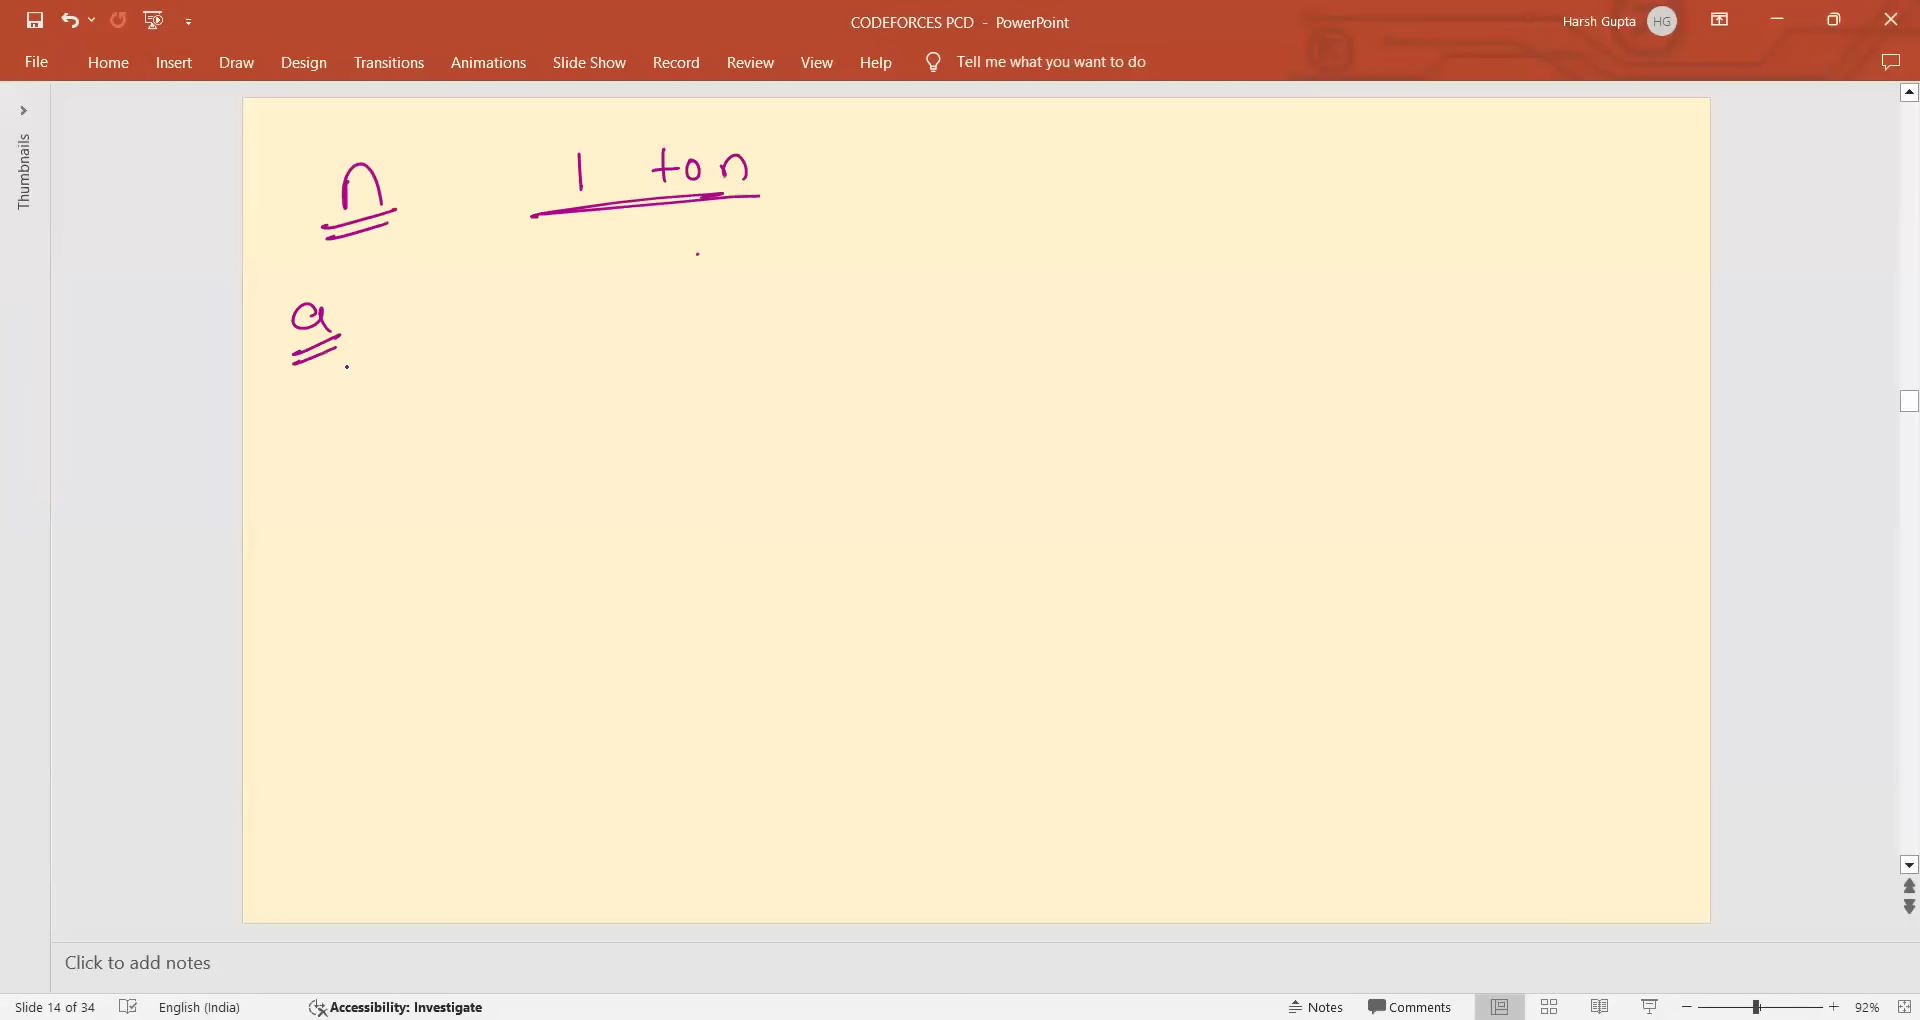 CODEFORCES PCD - PowerPoint
Harsh Gupta HG
File Home Insert Draw Design Transitions Animations Slide Show Record Review View Help Tell me what you want to do
Thumbnails
n 1 to n
a
Click to add notes
Slide 14 of 34 English (India) Accessibility: Investigate Notes Comments 92%